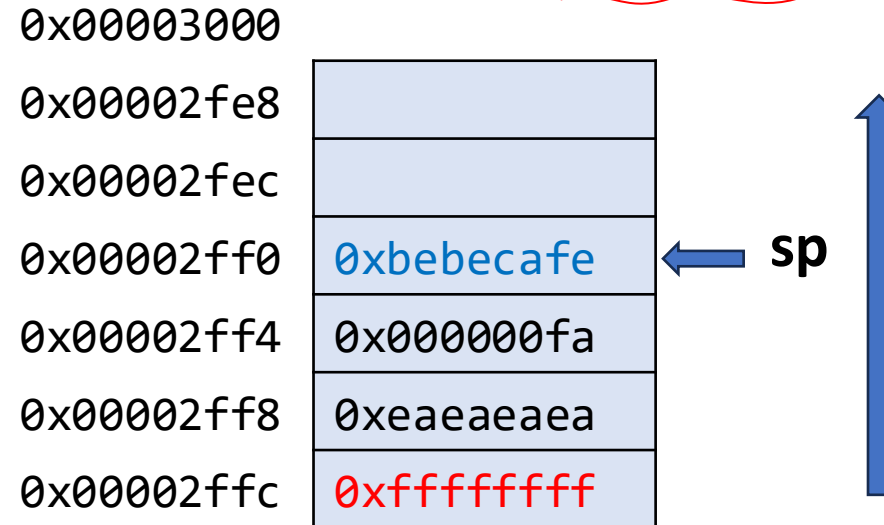 0x00003000
0x00002fe8
0x00002fec
0x00002ff0 0xbebecafe sp
0x00002ff4 0x000000fa
0x00002ff8 0xeaeaeaea
0x00002ffc 0xffffffff